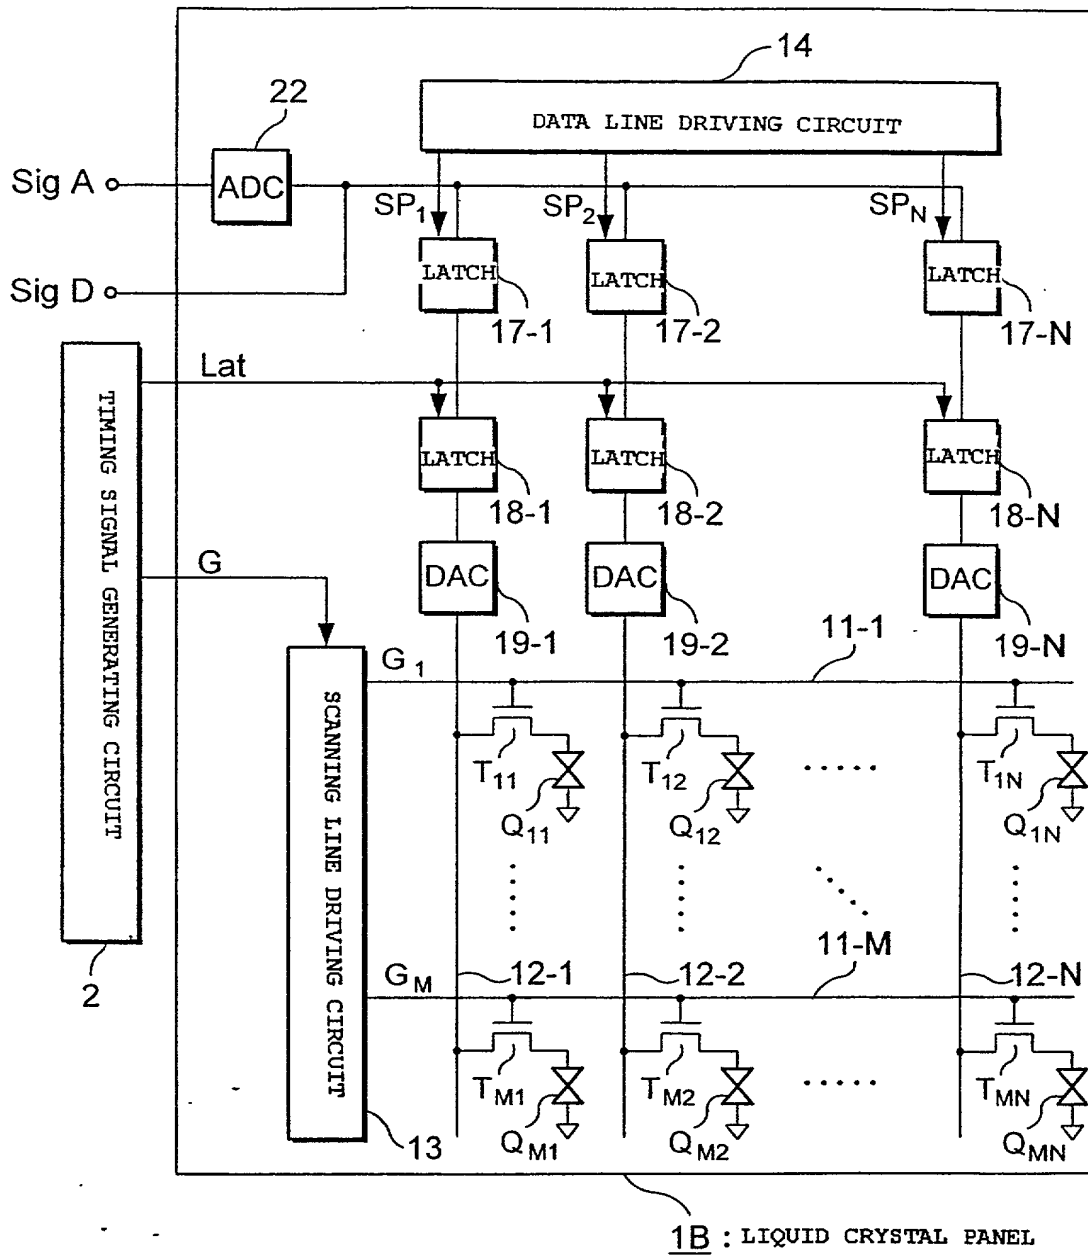 14
22
DATA LINE DRIVING CIRCUIT
Sig A
ADC
SP1
SP2
SPN
LATCH
LATCH
LATCH
Sig D
17-1
17-2
17-N
Lat
TIMING SIGNAL GENERATING CIRCUIT
LATCH
LATCH
LATCH
18-1
18-2
18-N
G
DAC
DAC
DAC
19-1
19-2
19-N
11-1
G1
SCANNING LINE DRIVING CIRCUIT
T11
T12
.....
T1N
Q11
Q12
Q1N
11-M
2
GM
12-1
12-2
12-N
TM1
TM2
.....
TMN
13
QM1
QM2
QMN
1B : LIQUID CRYSTAL PANEL